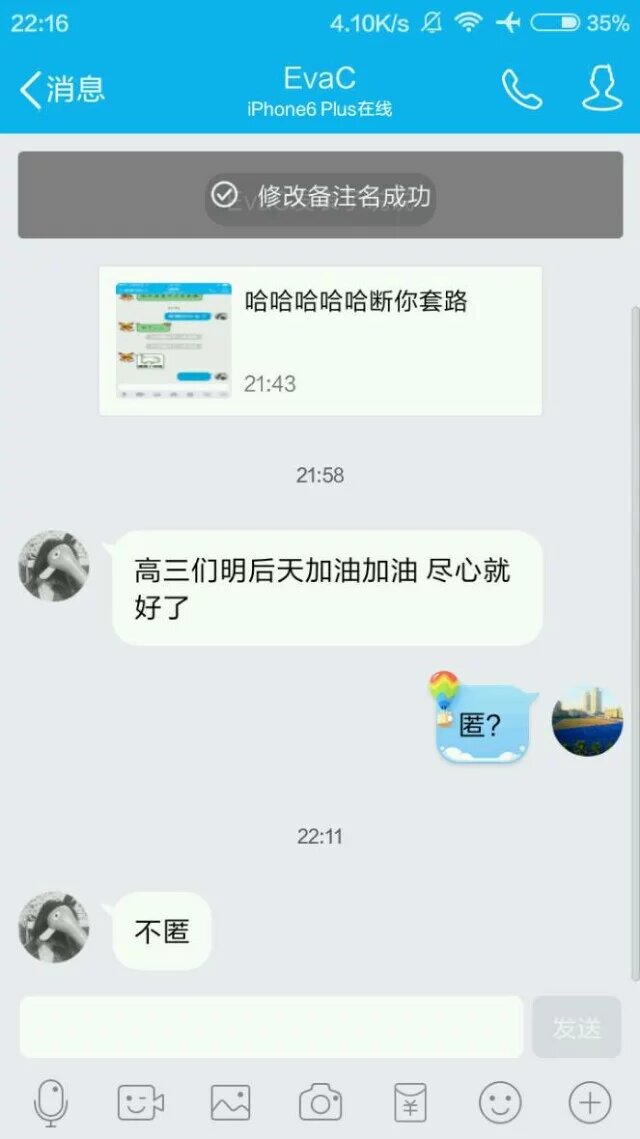 22:16
4.10K/s
35%
消息
EvaC
iPhone6 Plus在线
修改备注名成功
哈哈哈哈哈断你套路
21:43
21:58
高三们明后天加油加油 尽心就
好了
匿?
22:11
不匿
发送